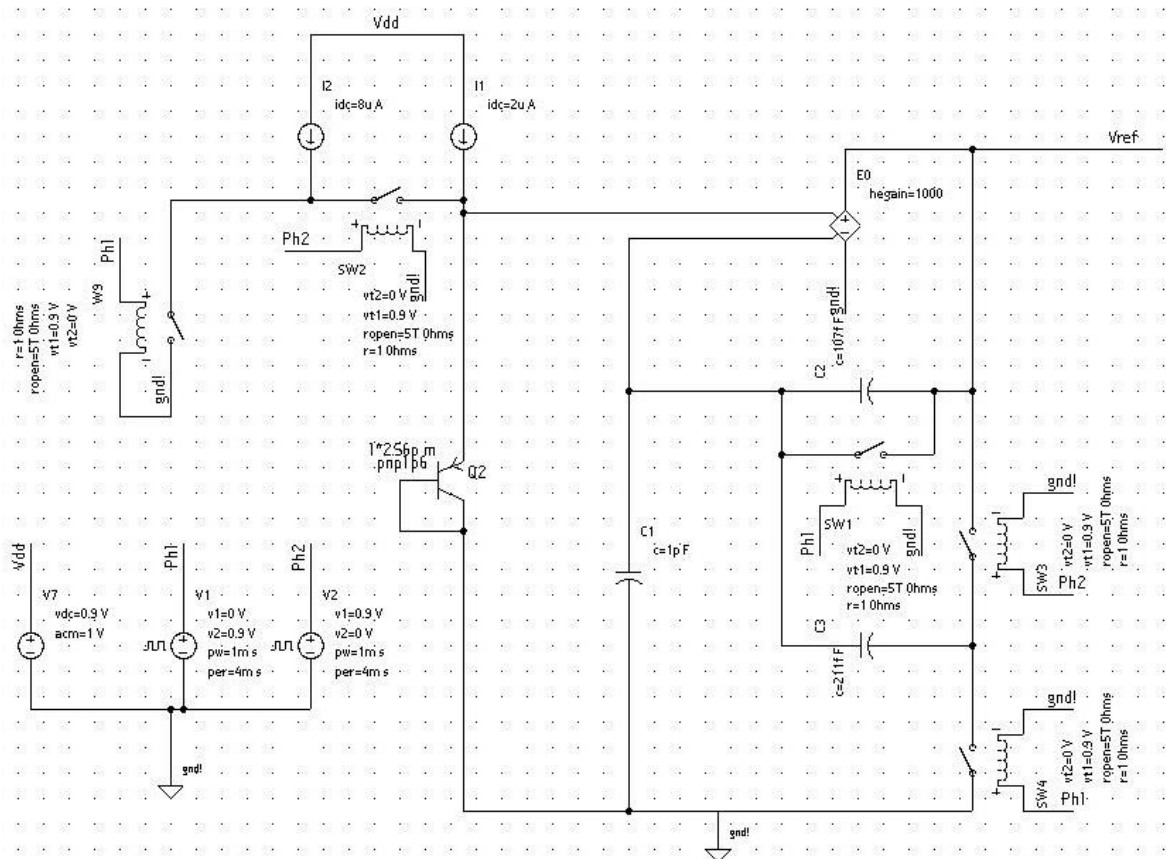 Vdd
I2
idc=8u A
I1
idc=2u A
Vref
E0
hegain=1000
gnd!
Ph1
W9
r=1 Ohms
ropen=5T Ohms
vt1=0.9 V
vt2=0 V
gnd!
Ph2
SW2
gnd!
vt2=0 V
vt1=0.9 V
ropen=5T Ohms
r=1 Ohms
c=107f F
C2
1*2.56p m
Q2
C1
c=1p F
SW1
Ph1
gnd!
vt2=0 V
vt1=0.9 V
ropen=5T Ohms
r=1 Ohms
gnd!
SW3
Ph2
vt2=0 V
vt1=0.9 V
ropen=5T Ohms
r=1 Ohms
C3
c=211f F
gnd!
SW4
Ph1
vt2=0 V
vt1=0.9 V
ropen=5T Ohms
r=1 Ohms
Vdd
V7
vdc=0.9 V
acm=1 V
Ph1
V1
v1=0 V
v2=0.9 V
pw=1m s
per=4m s
Ph2
V2
v1=0.9 V
v2=0 V
pw=1m s
per=4m s
gnd!
gnd!